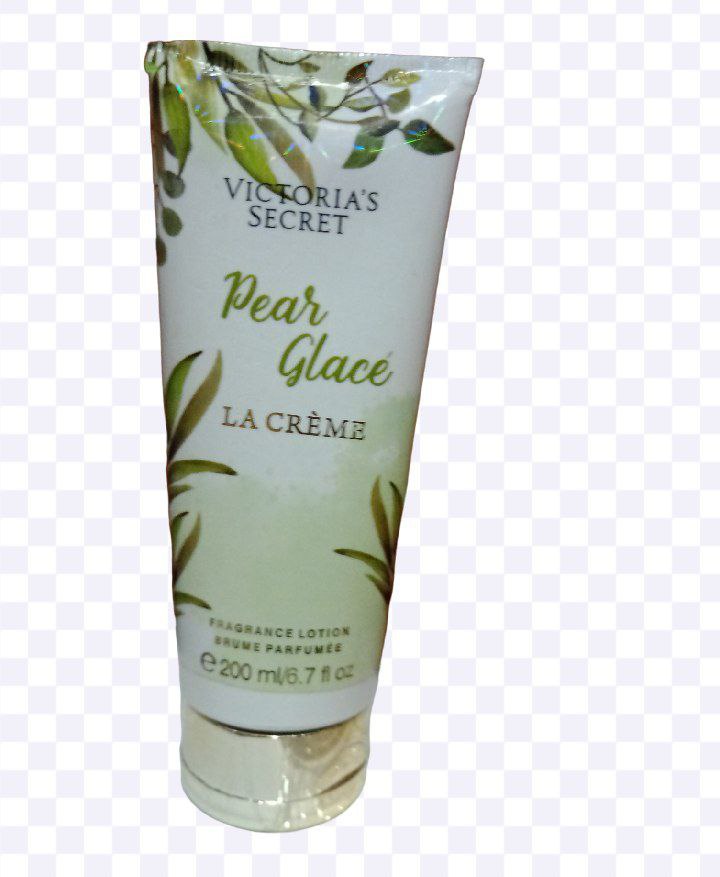 VICTORIA'S
SECRET
Pear
Glacé
LA CRÈME
FRAGRANCE LOTION
BRUME PARFUMÉE
℮ 200 ml/6.7 fl oz